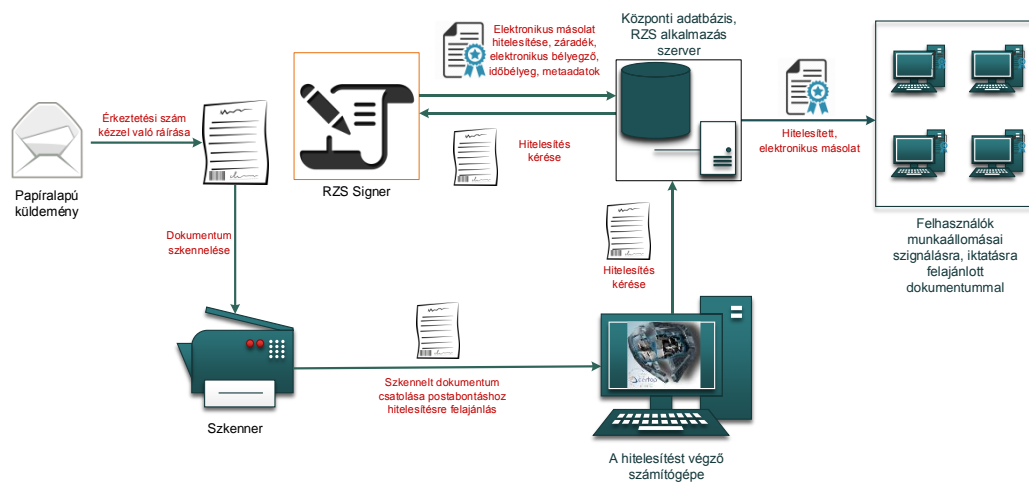 Központi adatbázis,
RZS alkalmazás
szerver
Elektronikus másolat
hitelesítése, záradék,
elektronikus bélyegző,
időbélyeg, metaadatok
Érkeztetési szám
kézzel való ráírása
Hitelesítés
kérése
Hitelesített,
elektronikus másolat
Papíralapú
küldemény
RZS Signer
Felhasználók
munkaállomásai
szignálásra, iktatásra
felajánlott
dokumentummal
Dokumentum
szkennelése
Hitelesítés
kérése
Szkennelt dokumentum
csatolása postabontáshoz
hitelesítésre felajánlás
Szkenner
certop
A hitelesítést végző
számítógépe